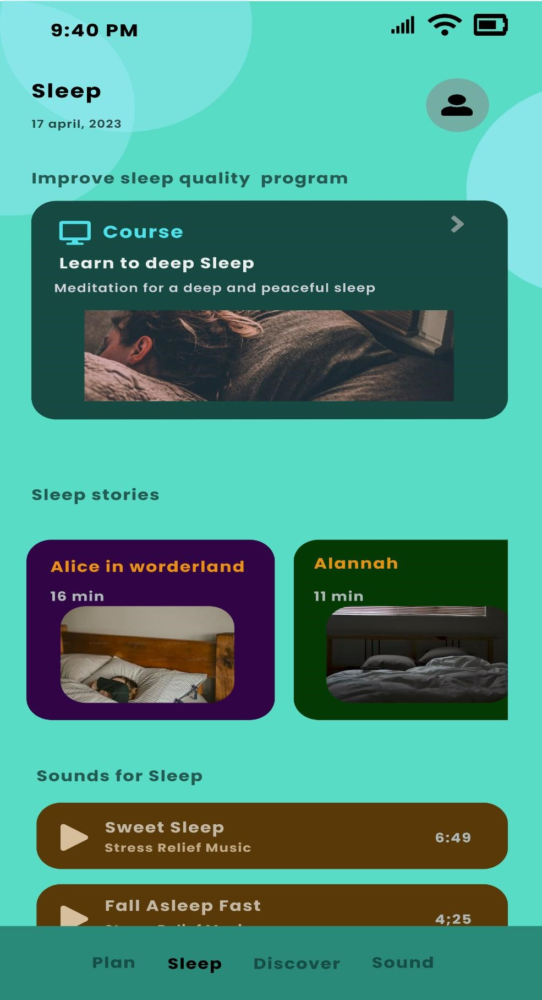 9:40 PM
Sleep
17 april, 2023
Improve sleep quality  program
Course
Learn to deep Sleep
Meditation for a deep and peaceful sleep
Sleep stories
Alice in worderland
16 min
Alannah
11 min
Sounds for Sleep
Sweet Sleep
Stress Relief Music
6:49
Fall Asleep Fast
4;25
Plan
Sleep
Discover
Sound